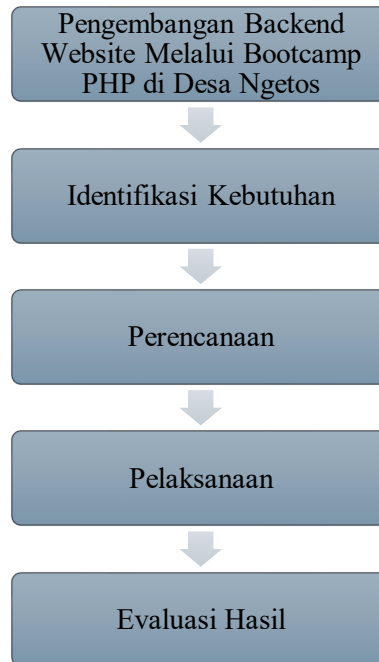 Pengembangan Backend
Website Melalui Bootcamp
PHP di Desa Ngetos
Identifikasi Kebutuhan
Perencanaan
Pelaksanaan
Evaluasi Hasil